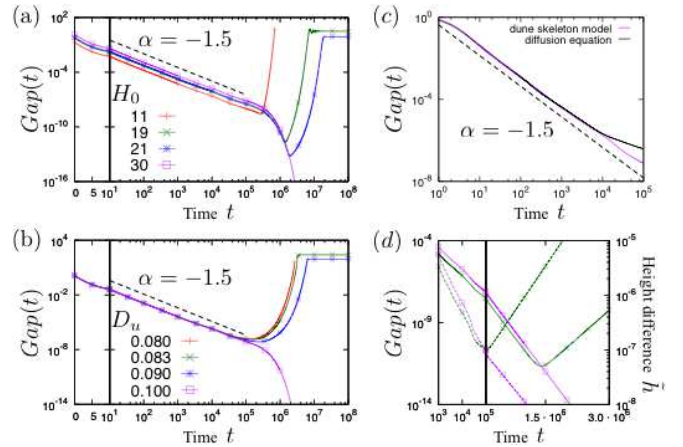 (a)
10^2
10^-4
10^-10
10^-16
Gap(t)
α = −1.5
H_0
11
19
21
30
0 5 10^1 10^2 10^3 10^4 10^5 10^6 10^7 10^8
Time t
(c)
10^0
10^-4
10^-8
Gap(t)
dune skeleton model
diffusion equation
α = −1.5
10^0 10^1 10^2 10^3 10^4 10^5
Time t
(b)
10^4
10^-2
10^-8
10^-14
Gap(t)
α = −1.5
D_u
0.080
0.083
0.090
0.100
0 5 10^1 10^2 10^3 10^4 10^5 10^6 10^7 10^8
Time t
(d)
10^-4
10^-9
10^-14
Gap(t)
10^-5
10^-6
10^-7
10^-8
Height difference h̃
10^3 10^4 10^5 1.5·10^6 3.0·10^6
Time t